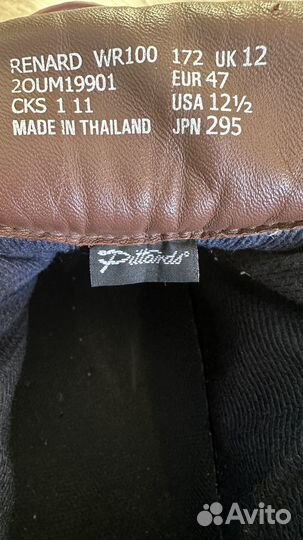 RENARD WR100 172 UK 12
2OUM19901 EUR 47
CKS 1 11 USA 12½
MADE IN THAILAND JPN 295
Pittards®
Avito